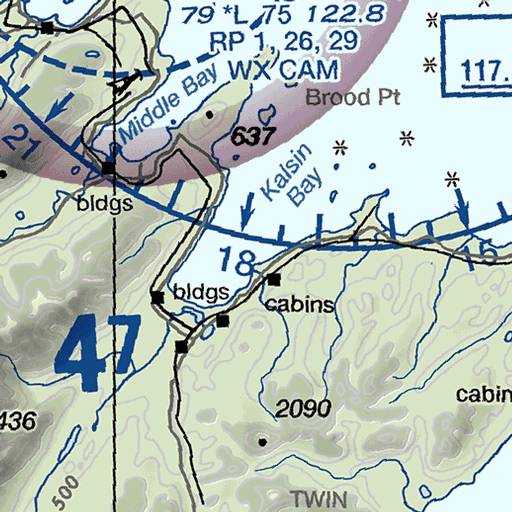 79 *L 75 122.8
RP 1, 26, 29
WX CAM
117.
Middle Bay
Brood Pt
21
637
Kalsin
Bay
bldgs
18
15
bldgs
cabins
47
cabin
2090
436
500
TWIN